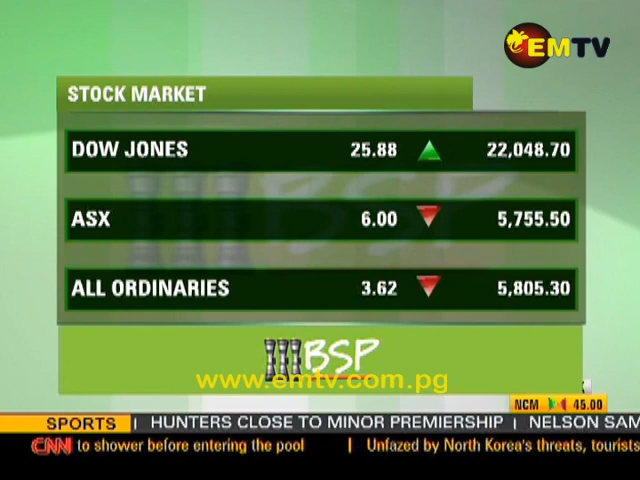 EMTV
STOCK MARKET
DOW JONES 25.88 22,048.70
ASX 6.00 5,755.50
ALL ORDINARIES 3.62 5,805.30
BSP
www.emtv.com.pg
NCM 45.00
SPORTS | HUNTERS CLOSE TO MINOR PREMIERSHIP | NELSON SAM
CNN to shower before entering the pool | Unfazed by North Korea's threats, tourists